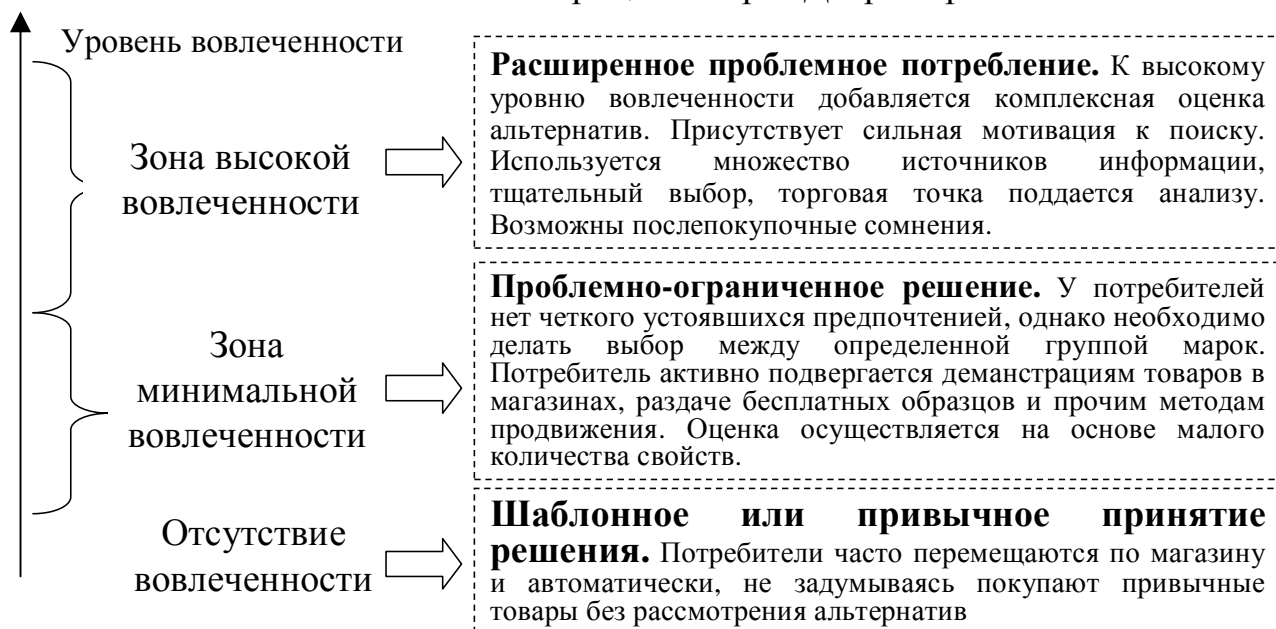 Уровень вовлеченности
Расширенное проблемное потребление. К высокому
уровню вовлеченности добавляется комплексная оценка
альтернатив. Присутствует сильная мотивация к поиску.
Используется множество источников информации,
тщательный выбор, торговая точка поддается анализу.
Возможны послепокупочные сомнения.
Зона высокой
вовлеченности
Проблемно-ограниченное решение. У потребителей
нет четкого устоявшихся предпочтенией, однако необходимо
делать выбор между определенной группой марок.
Потребитель активно подвергается деманстрациям товаров в
магазинах, раздаче бесплатных образцов и прочим методам
продвижения. Оценка осуществляется на основе малого
количества свойств.
Зона
минимальной
вовлеченности
Шаблонное или привычное принятие
решения. Потребители часто перемещаются по магазину
и автоматически, не задумываясь покупают привычные
товары без рассмотрения альтернатив
Отсутствие
вовлеченности